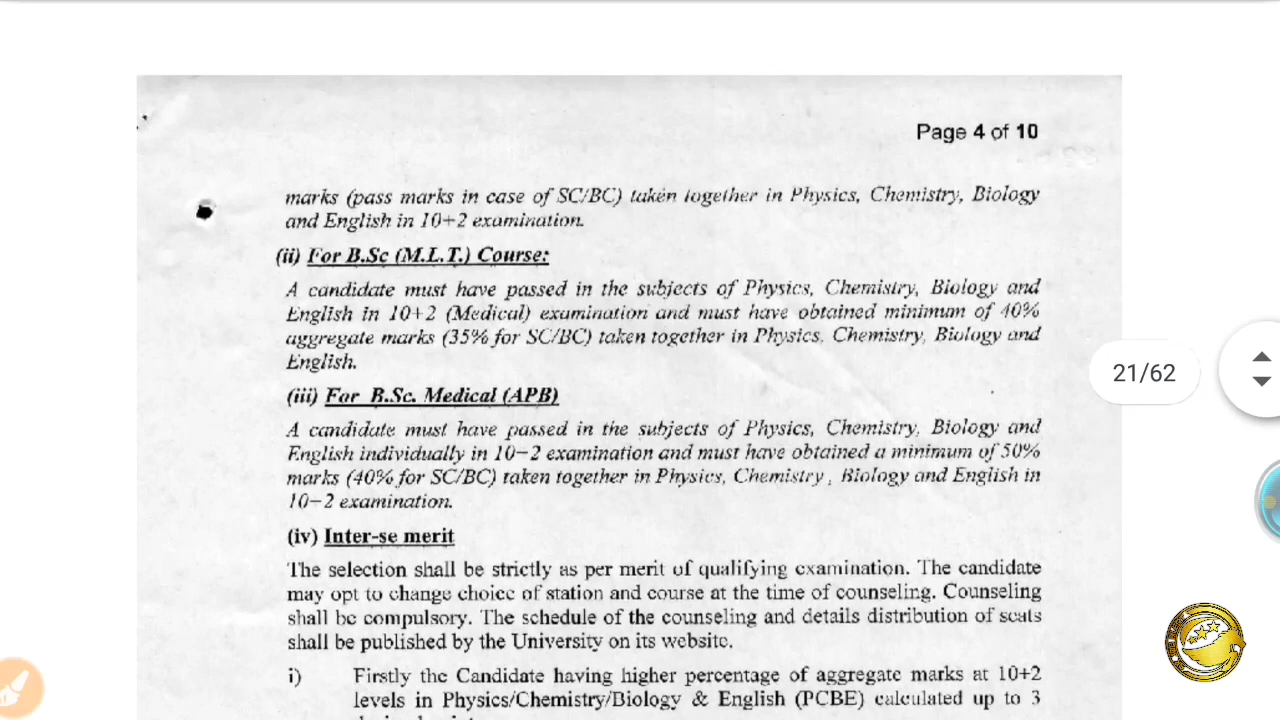 Page 4 of 10
marks (pass marks in case of SC/BC) taken together in Physics, Chemistry, Biology
and English in 10+2 examination.
(ii) For B.Sc (M.L.T.) Course:
A candidate must have passed in the subjects of Physics, Chemistry, Biology and
English in 10+2 (Medical) examination and must have obtained minimum of 40%
aggregate marks (35% for SC/BC) taken together in Physics, Chemistry, Biology and
English.
(iii) For B.Sc. Medical (APB)
A candidate must have passed in the subjects of Physics, Chemistry, Biology and
English individually in 10-2 examination and must have obtained a minimum of 50%
marks (40% for SC/BC) taken together in Physics, Chemistry, Biology and English in
10-2 examination.
21/62
(iv) Inter-se merit
The selection shall be strictly as per merit of qualifying examination. The candidate
may opt to change choice of station and course at the time of counseling. Counseling
shall be compulsory. The schedule of the counseling and details distribution of seats
shall be published by the University on its website.
i) Firstly the Candidate having higher percentage of aggregate marks at 10+2
levels in Physics/Chemistry/Biology & English (PCBE) calculated up to 3